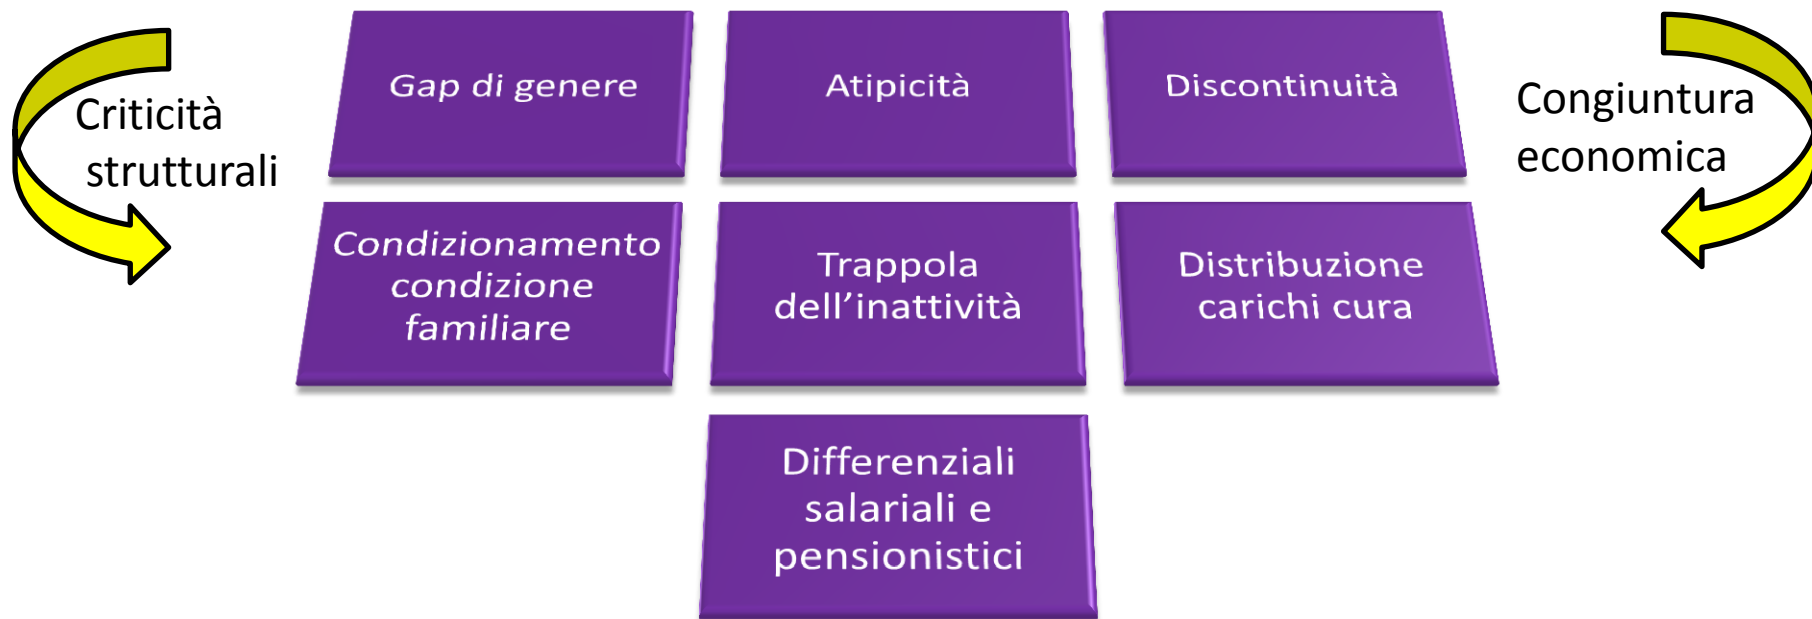 Criticità
strutturali
Gap di genere
Atipicità
Discontinuità
Congiuntura
economica
Condizionamento
condizione
familiare
Trappola
dell’inattività
Distribuzione
carichi cura
Differenziali
salariali e
pensionistici